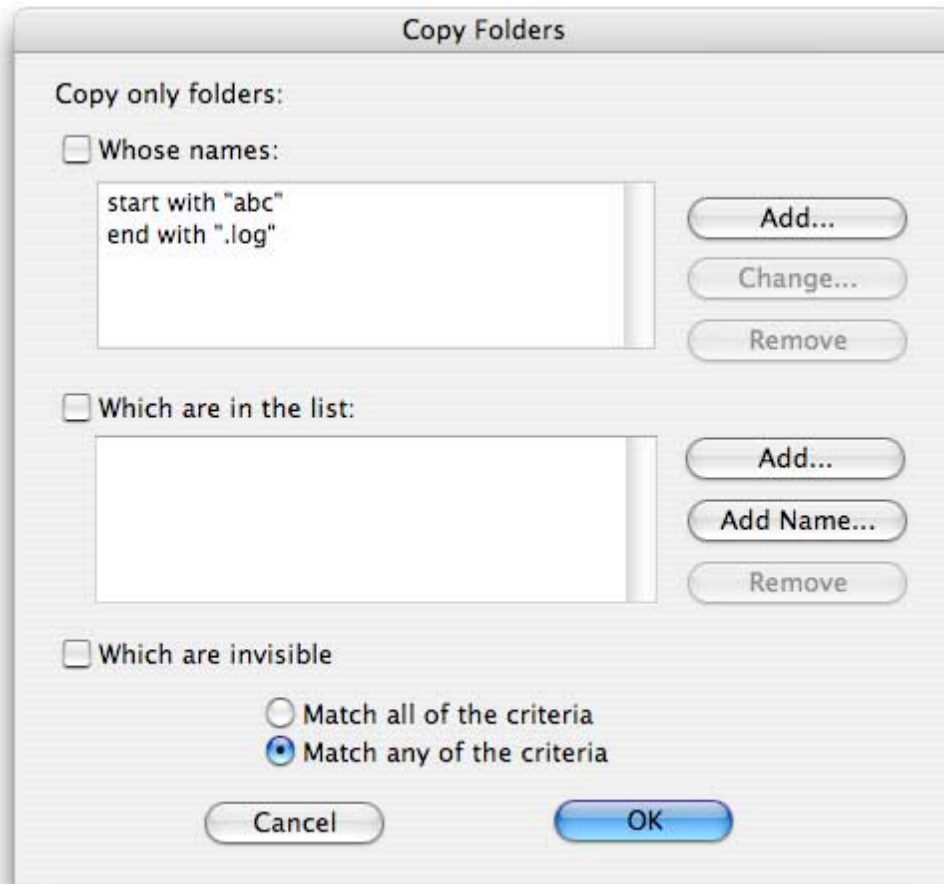 Copy Folders
Copy only folders:
Whose names:
start with "abc"
end with ".log"
Add...
Change...
Remove
Which are in the list:
Add...
Add Name...
Remove
Which are invisible
Match all of the criteria
Match any of the criteria
Cancel
OK